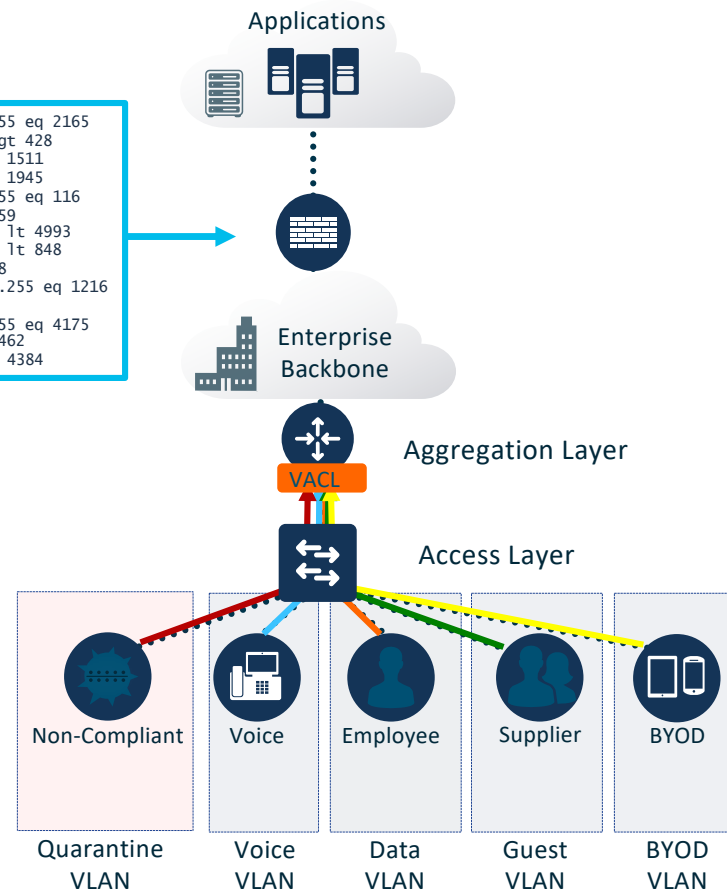 Applications
55 eq 2165
gt 428
1511
1945
55 eq 116
59
lt 4993
lt 848
8
.255 eq 1216
55 eq 4175
462
4384
Enterprise
Backbone
Aggregation Layer
VACL
Access Layer
Non-Compliant
Voice
Employee
Supplier
BYOD
Quarantine
VLAN
Voice
VLAN
Data
VLAN
Guest
VLAN
BYOD
VLAN